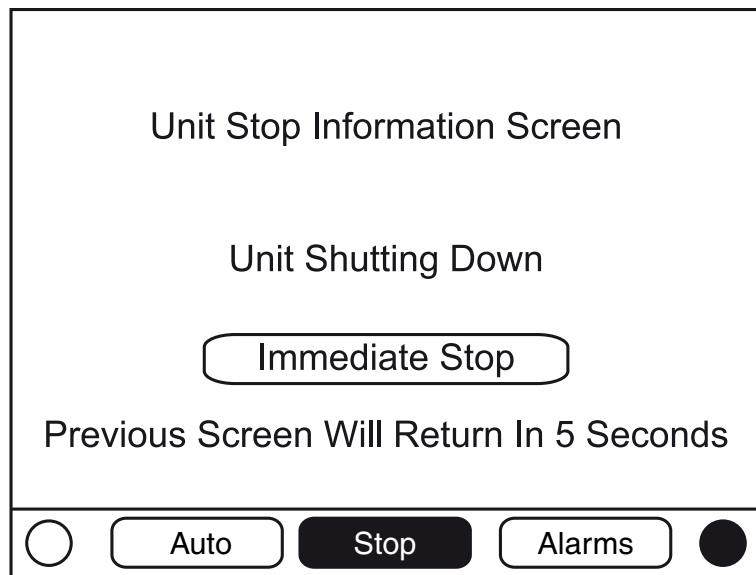 Unit Stop Information Screen
Unit Shutting Down
Immediate Stop
Previous Screen Will Return In 5 Seconds
Auto Stop Alarms